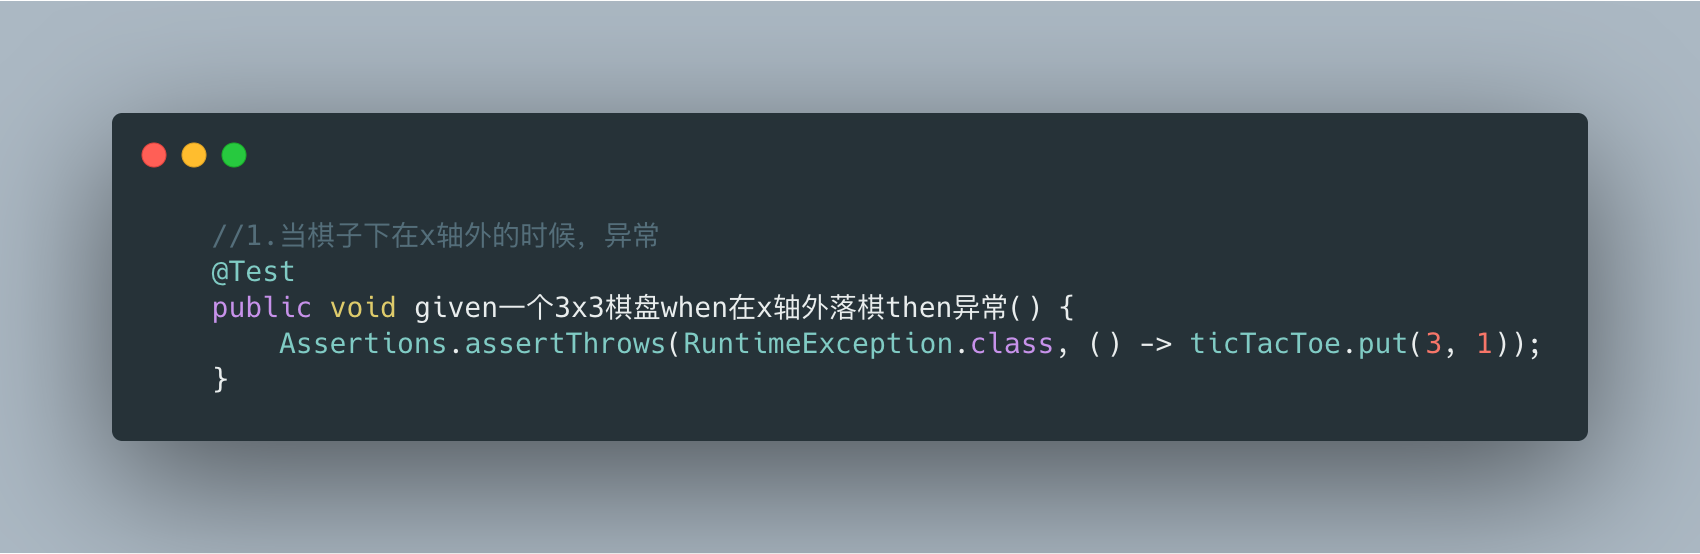 //1.当棋子下在x轴外的时候，异常
@Test
public void given一个3x3棋盘when在x轴外落棋then异常() {
    Assertions.assertThrows(RuntimeException.class, () -> ticTacToe.put(3, 1));
}